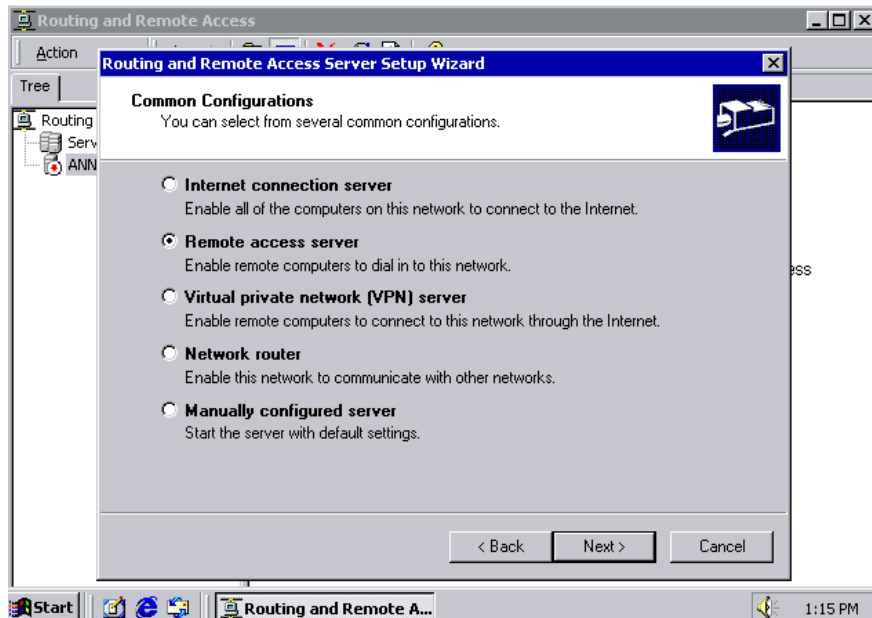 Routing and Remote Access
Action
Routing and Remote Access Server Setup Wizard
Tree
Common Configurations
You can select from several common configurations.
Routing
Serv
ANN
Internet connection server
Enable all of the computers on this network to connect to the Internet.
Remote access server
Enable remote computers to dial in to this network.
ess
Virtual private network (VPN) server
Enable remote computers to connect to this network through the Internet.
Network router
Enable this network to communicate with other networks.
Manually configured server
Start the server with default settings.
< Back Next > Cancel
Start Routing and Remote A... 1:15 PM